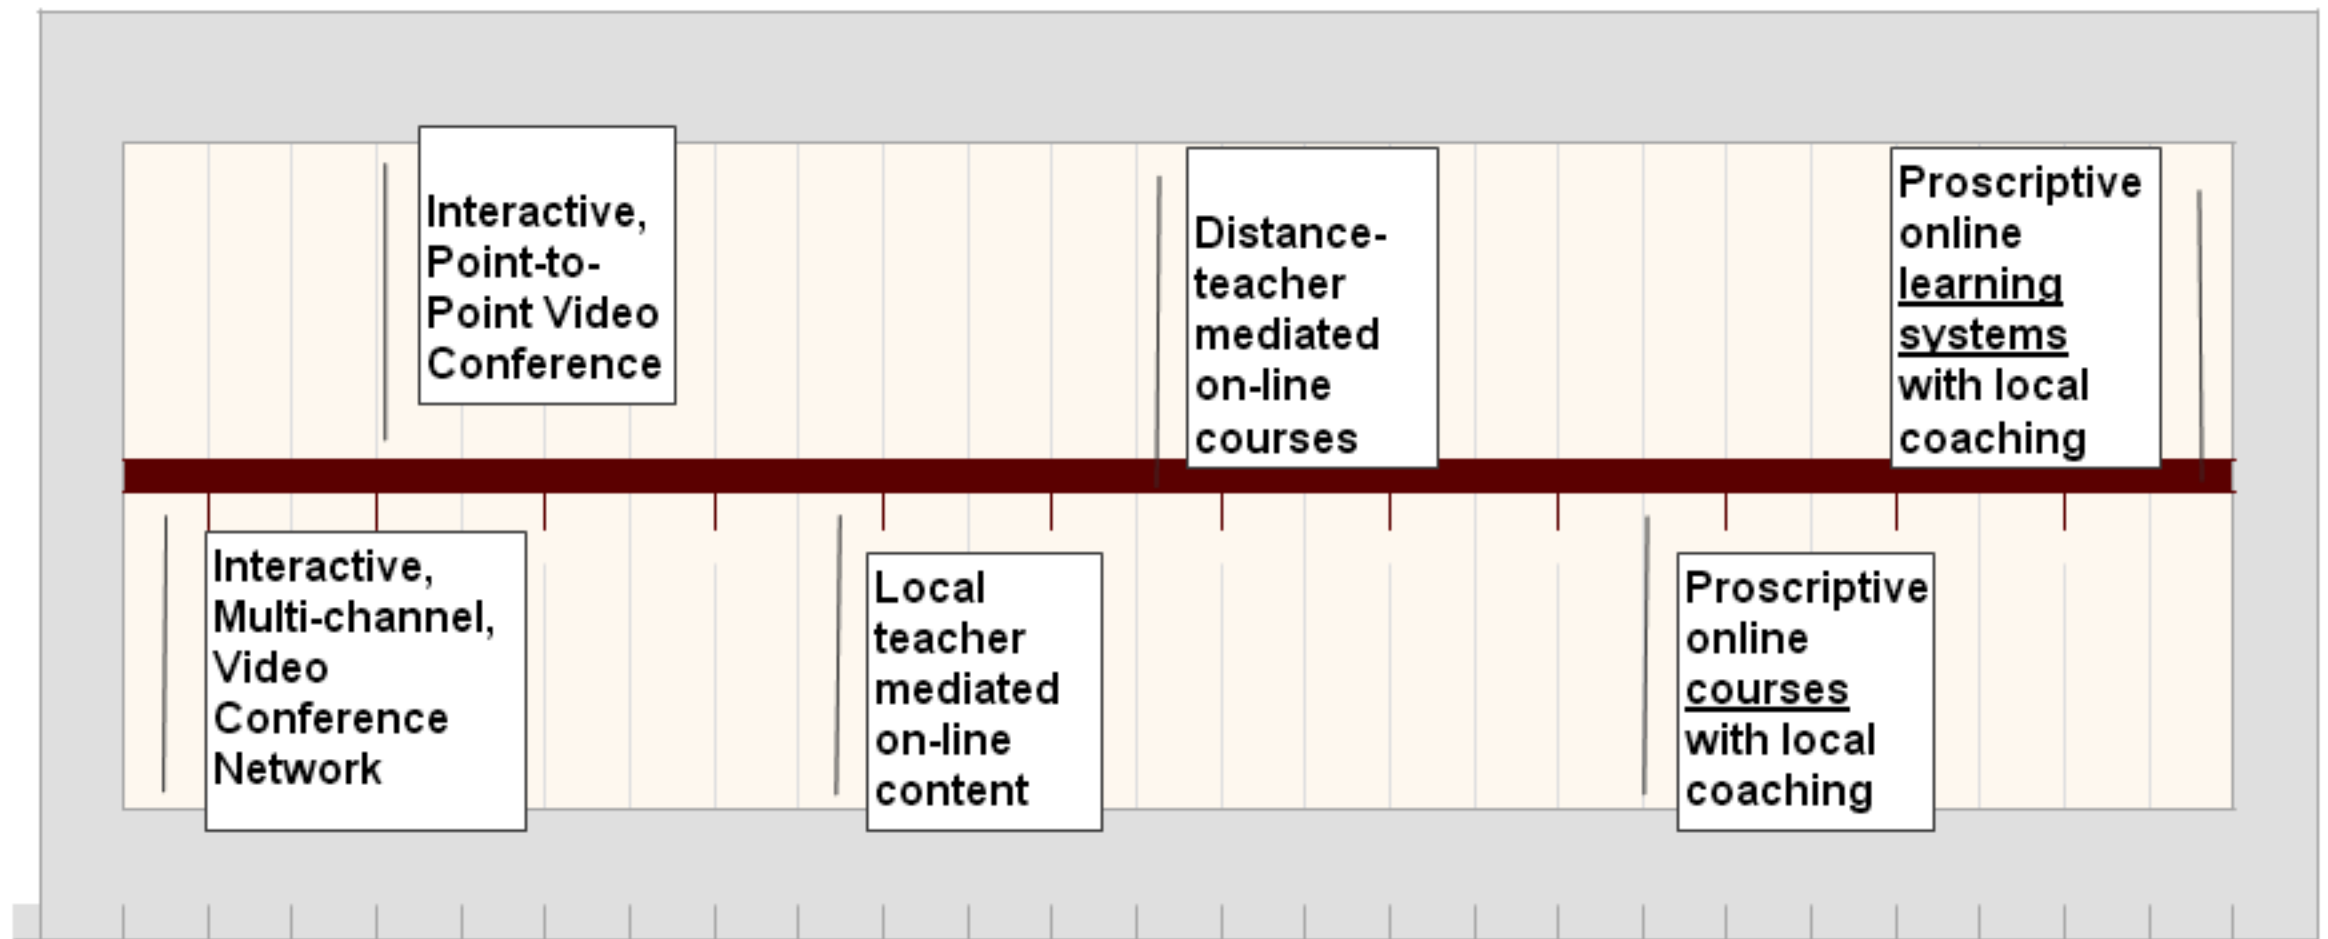 Interactive,
Point-to-
Point Video
Conference
Distance-
teacher
mediated
on-line
courses
Proscriptive
online
learning
systems
with local
coaching
Interactive,
Multi-channel,
Video
Conference
Network
Local
teacher
mediated
on-line
content
Proscriptive
online
courses
with local
coaching